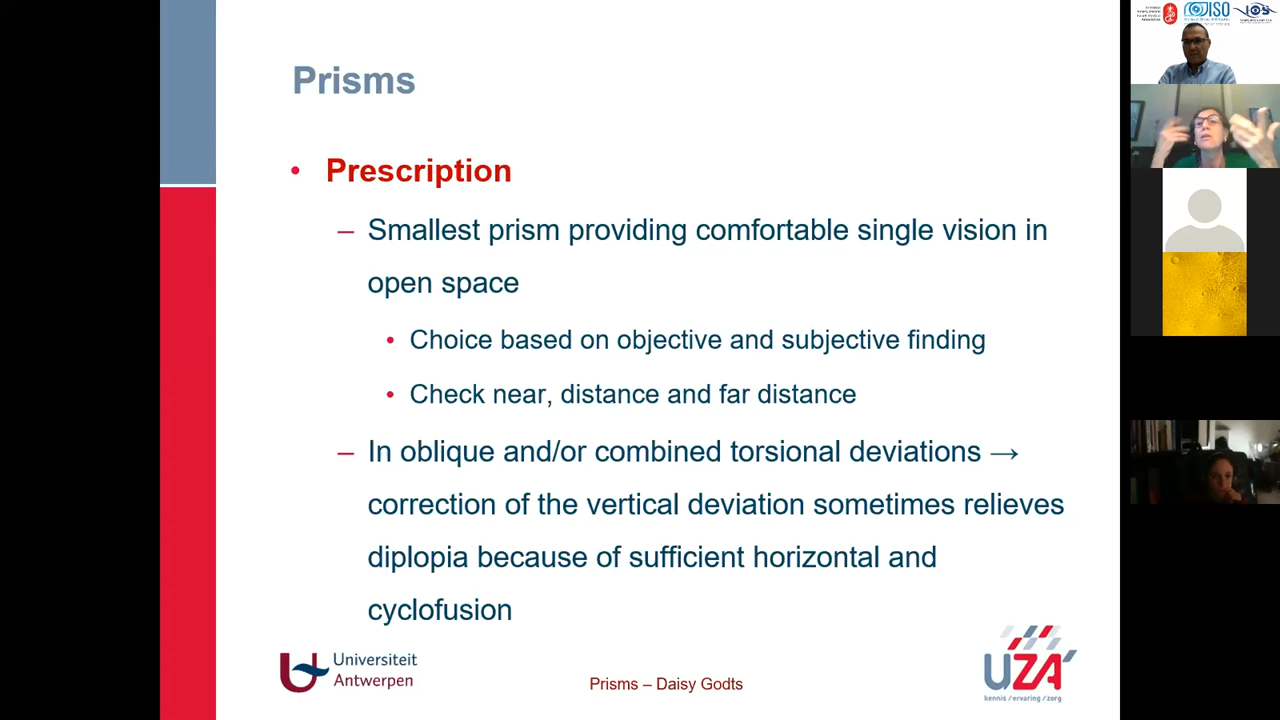 Prisms
• Prescription
– Smallest prism providing comfortable single vision in
open space
• Choice based on objective and subjective finding
• Check near, distance and far distance
– In oblique and/or combined torsional deviations →
correction of the vertical deviation sometimes relieves
diplopia because of sufficient horizontal and
cyclofusion
Universiteit
Antwerpen
Prisms – Daisy Godts
UZA'
kennis / ervaring / zorg
ISO
IOS